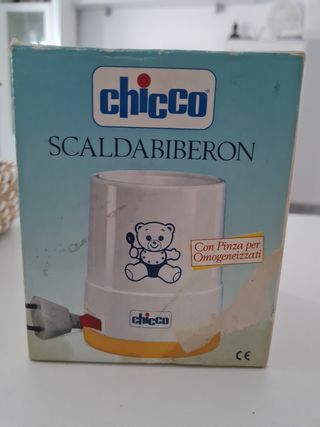 chicco
SCALDABIBERON
Con Pinza per
Omogeneizzati
chicco
CE